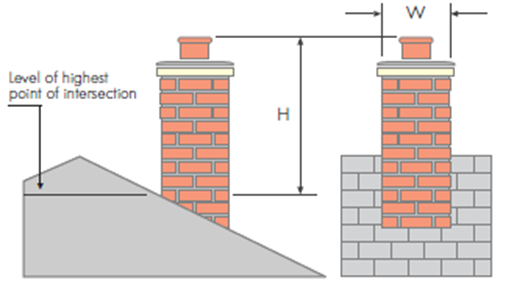 W
Level of highest
point of intersection
H